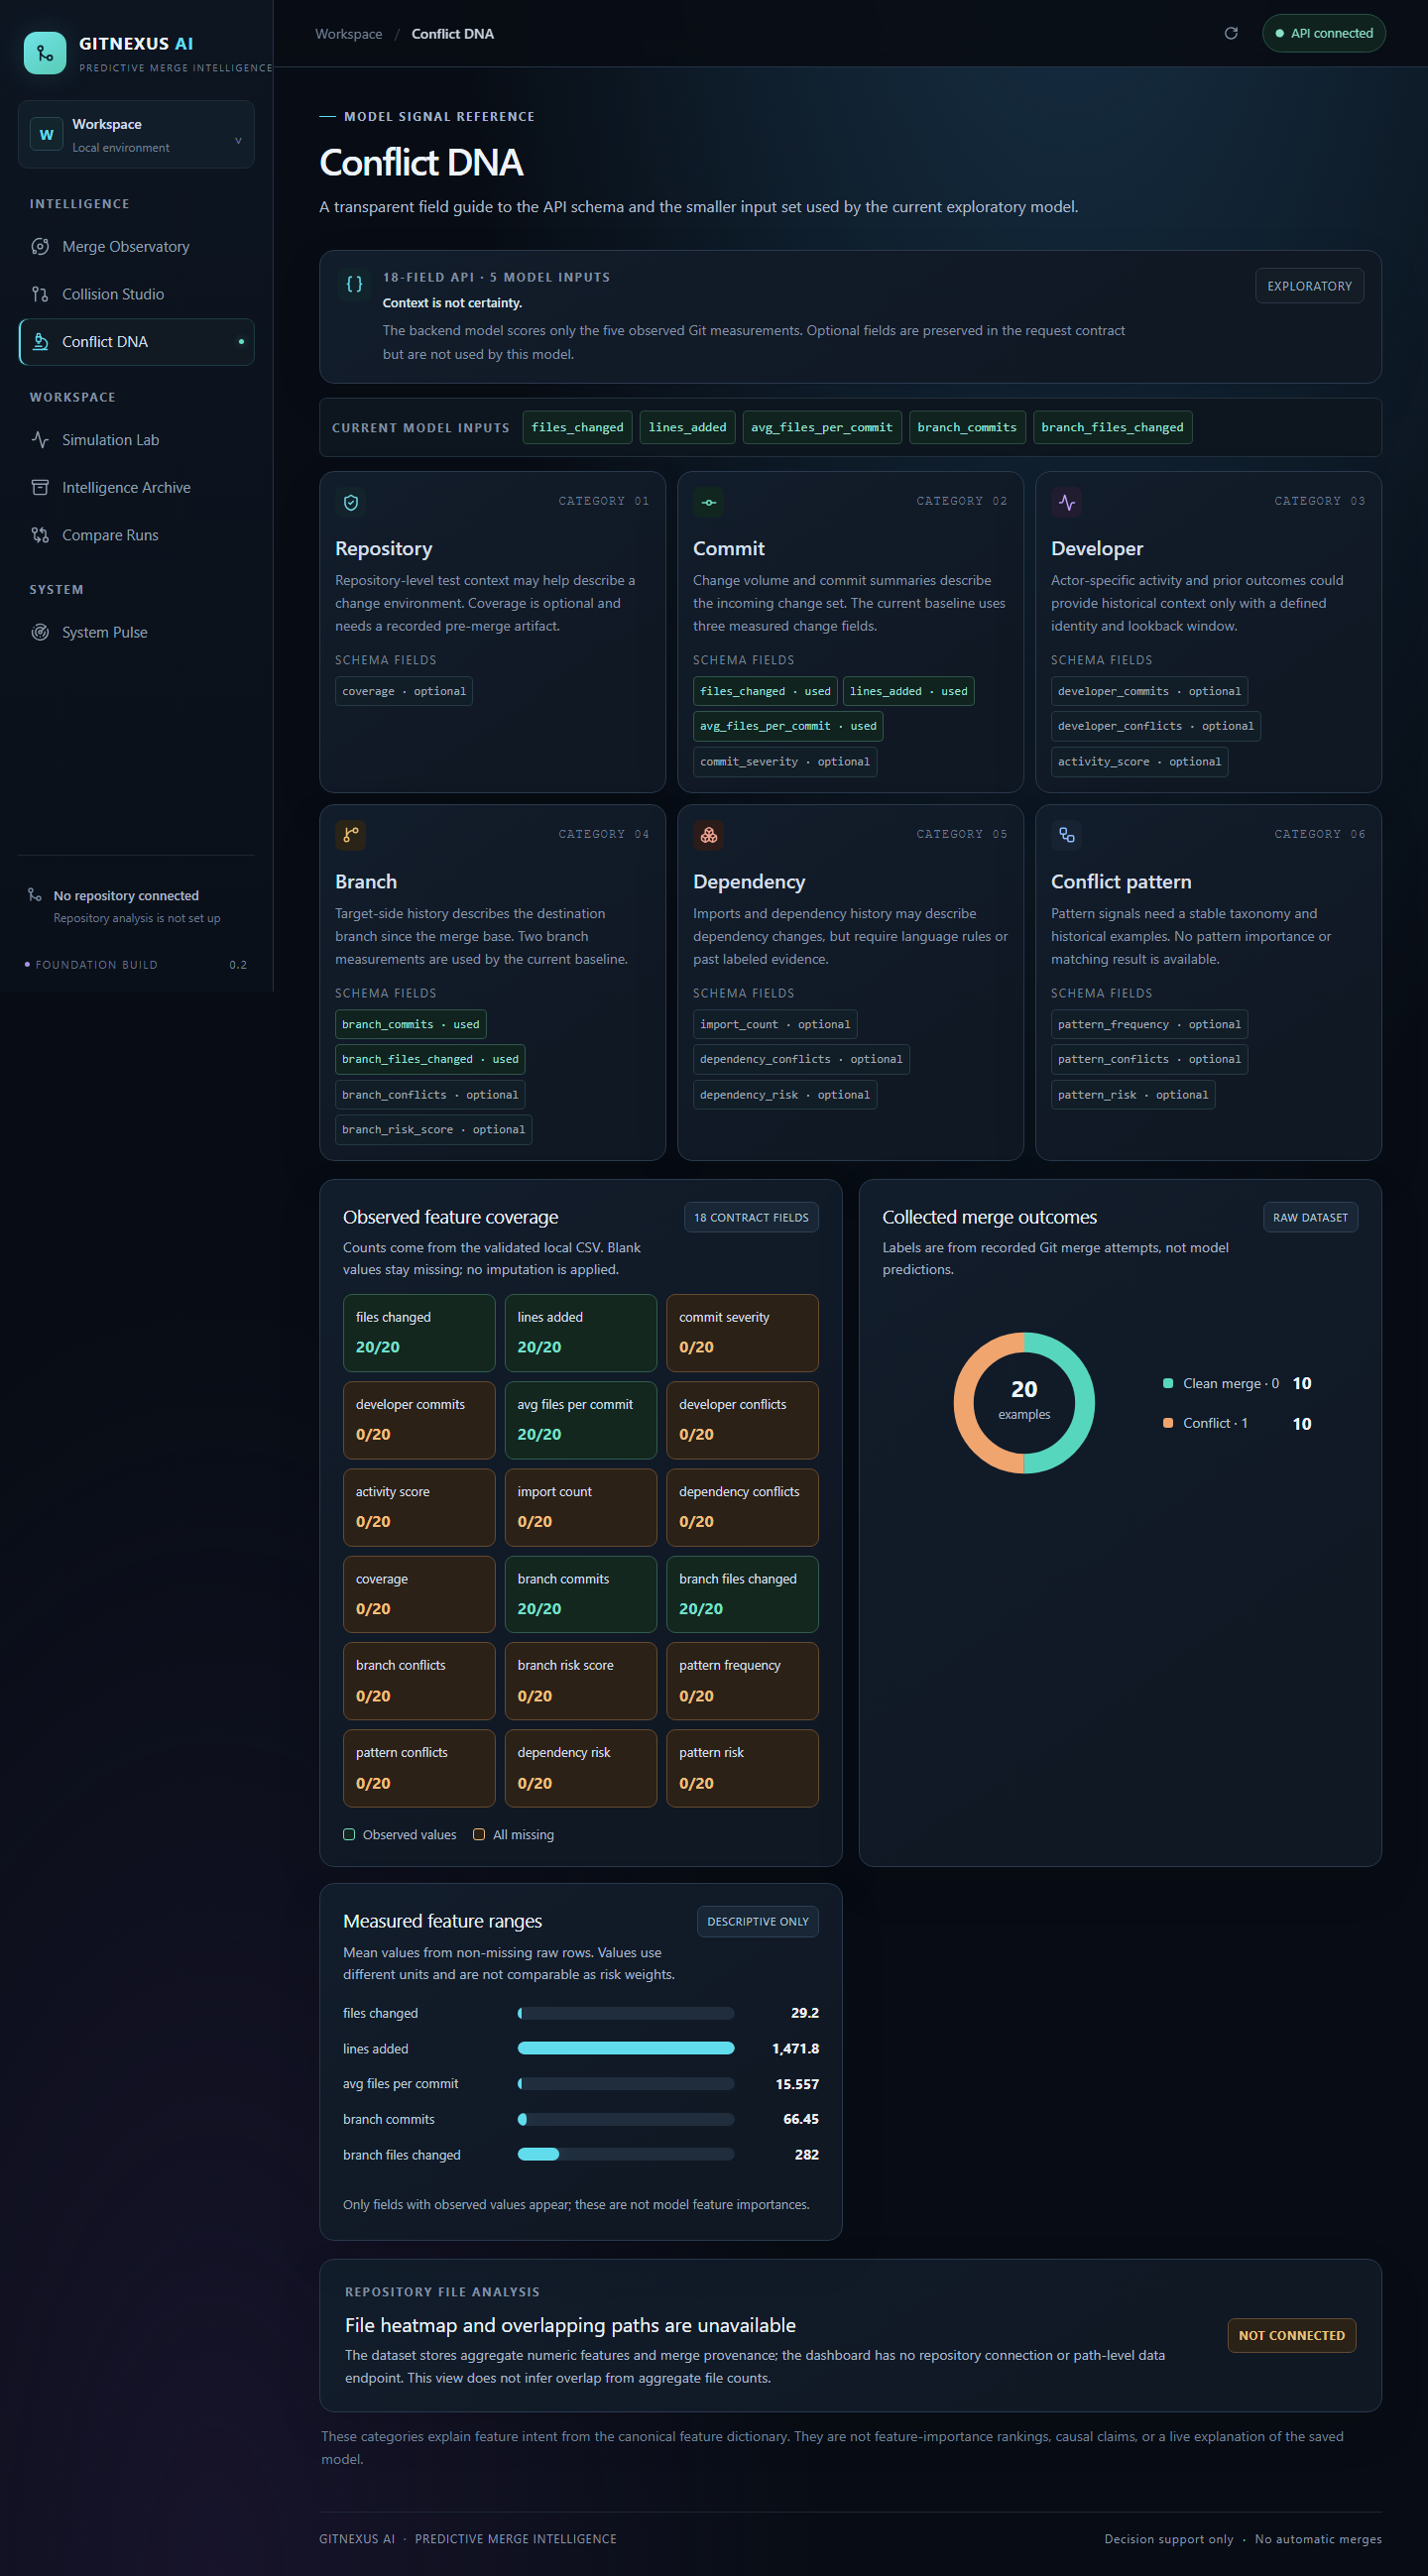 GITNEXUS AI
PREDICTIVE MERGE INTELLIGENCE
W
Workspace
Local environment
v
INTELLIGENCE
Merge Observatory
Collision Studio
Conflict DNA
WORKSPACE
Simulation Lab
Intelligence Archive
Compare Runs
SYSTEM
System Pulse
No repository connected
Repository analysis is not set up
FOUNDATION BUILD 0.2
Workspace / Conflict DNA
API connected
MODEL SIGNAL REFERENCE
Conflict DNA
A transparent field guide to the API schema and the smaller input set used by the current exploratory model.
18-FIELD API · 5 MODEL INPUTS
Context is not certainty.
The backend model scores only the five observed Git measurements. Optional fields are preserved in the request contract
but are not used by this model.
EXPLORATORY
CURRENT MODEL INPUTS files_changed lines_added avg_files_per_commit branch_commits branch_files_changed
CATEGORY 01
Repository
Repository-level test context may help describe a
change environment. Coverage is optional and
needs a recorded pre-merge artifact.
SCHEMA FIELDS
coverage · optional
CATEGORY 02
Commit
Change volume and commit summaries describe
the incoming change set. The current baseline uses
three measured change fields.
SCHEMA FIELDS
files_changed · used lines_added · used
avg_files_per_commit · used
commit_severity · optional
CATEGORY 03
Developer
Actor-specific activity and prior outcomes could
provide historical context only with a defined
identity and lookback window.
SCHEMA FIELDS
developer_commits · optional
developer_conflicts · optional
activity_score · optional
CATEGORY 04
Branch
Target-side history describes the destination
branch since the merge base. Two branch
measurements are used by the current baseline.
SCHEMA FIELDS
branch_commits · used
branch_files_changed · used
branch_conflicts · optional
branch_risk_score · optional
CATEGORY 05
Dependency
Imports and dependency history may describe
dependency changes, but require language rules or
past labeled evidence.
SCHEMA FIELDS
import_count · optional
dependency_conflicts · optional
dependency_risk · optional
CATEGORY 06
Conflict pattern
Pattern signals need a stable taxonomy and
historical examples. No pattern importance or
matching result is available.
SCHEMA FIELDS
pattern_frequency · optional
pattern_conflicts · optional
pattern_risk · optional
Observed feature coverage
18 CONTRACT FIELDS
Counts come from the validated local CSV. Blank
values stay missing; no imputation is applied.
files changed lines added commit severity
20/20 20/20 0/20
developer commits avg files per commit developer conflicts
0/20 20/20 0/20
activity score import count dependency conflicts
0/20 0/20 0/20
coverage branch commits branch files changed
0/20 20/20 20/20
branch conflicts branch risk score pattern frequency
0/20 0/20 0/20
pattern conflicts dependency risk pattern risk
0/20 0/20 0/20
Observed values All missing
Collected merge outcomes
RAW DATASET
Labels are from recorded Git merge attempts, not model
predictions.
20
examples
Clean merge · 0 10
Conflict · 1 10
Measured feature ranges
DESCRIPTIVE ONLY
Mean values from non-missing raw rows. Values use
different units and are not comparable as risk weights.
files changed 29.2
lines added 1,471.8
avg files per commit 15.557
branch commits 66.45
branch files changed 282
Only fields with observed values appear; these are not model feature importances.
REPOSITORY FILE ANALYSIS
File heatmap and overlapping paths are unavailable
The dataset stores aggregate numeric features and merge provenance; the dashboard has no repository connection or path-level data
endpoint. This view does not infer overlap from aggregate file counts.
NOT CONNECTED
These categories explain feature intent from the canonical feature dictionary. They are not feature-importance rankings, causal claims, or a live explanation of the saved
model.
GITNEXUS AI · PREDICTIVE MERGE INTELLIGENCE
Decision support only · No automatic merges